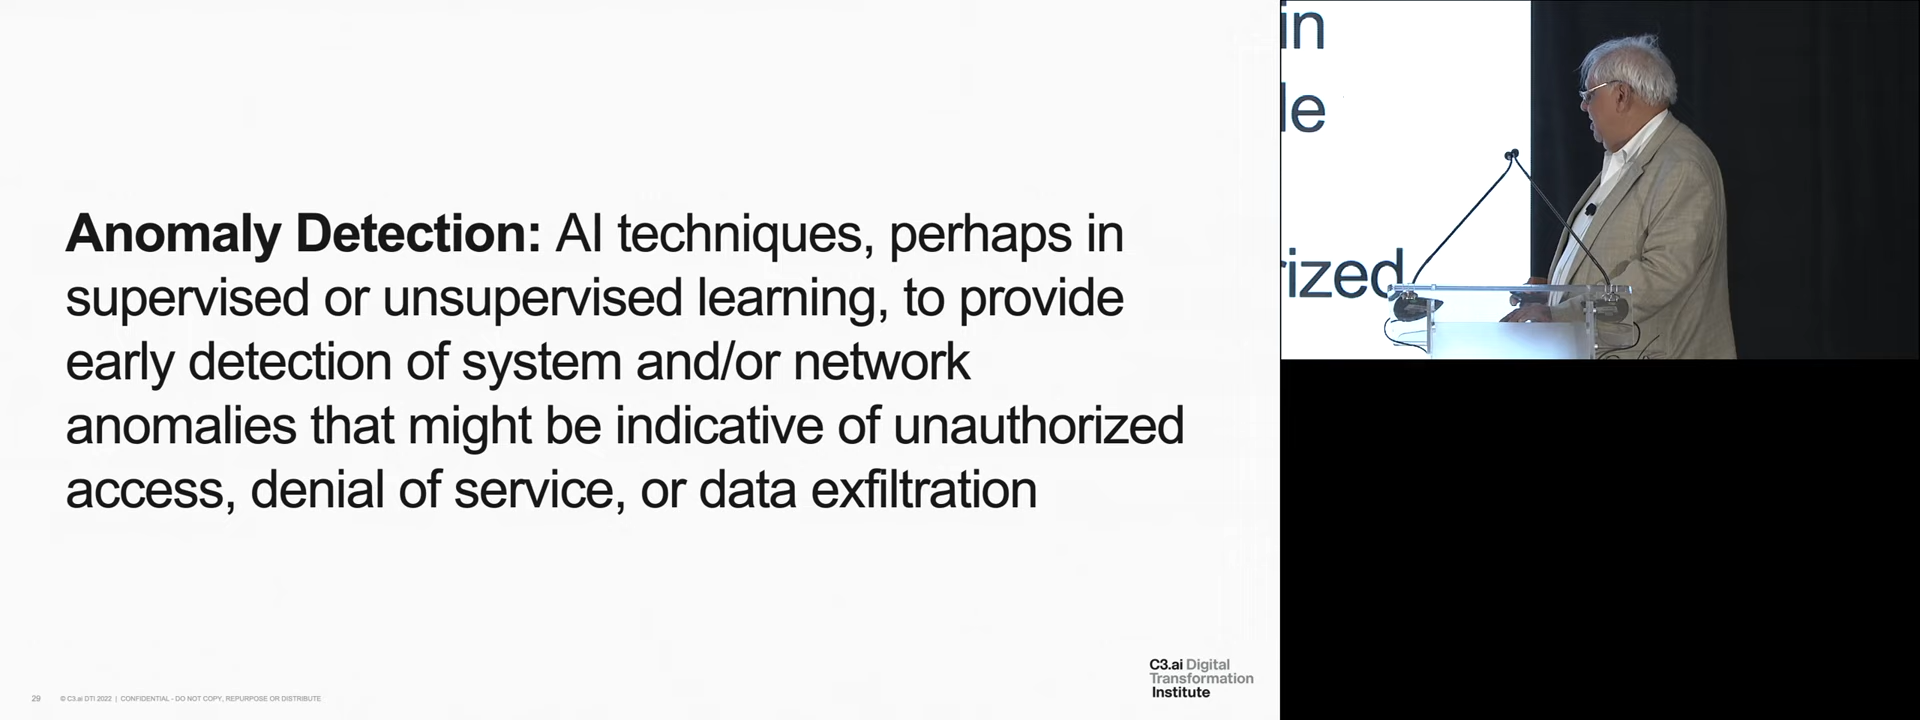 Anomaly Detection: AI techniques, perhaps in
supervised or unsupervised learning, to provide
early detection of system and/or network
anomalies that might be indicative of unauthorized
access, denial of service, or data exfiltration
29 © C3.ai DTI 2022 | CONFIDENTIAL - DO NOT COPY, REPURPOSE OR DISTRIBUTE
C3.ai Digital
Transformation
Institute
in
le
rized